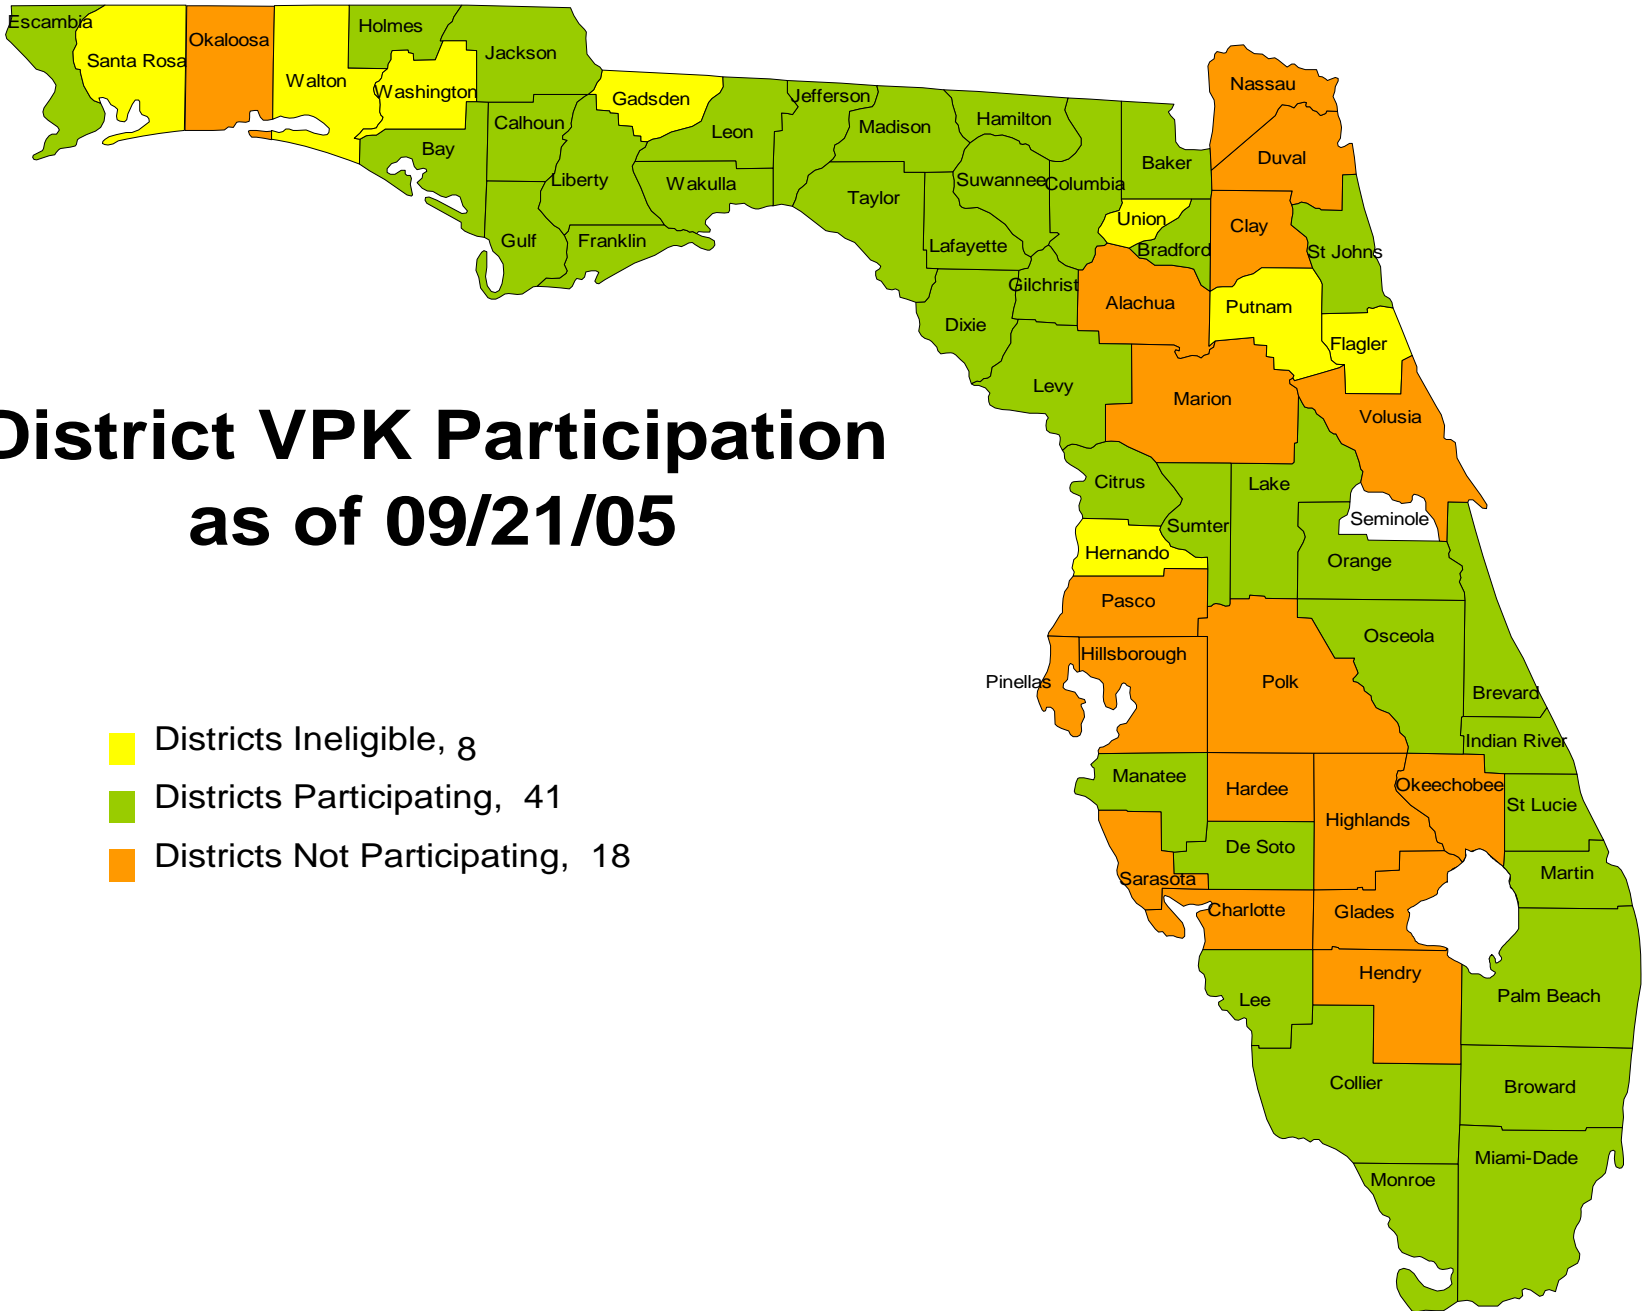 Escambia
Santa Rosa
Okaloosa
Walton
Holmes
Washington
Jackson
Bay
Calhoun
Gulf
Liberty
Franklin
Gadsden
Leon
Wakulla
Jefferson
Madison
Taylor
Hamilton
Suwannee
Lafayette
Columbia
Baker
Union
Bradford
Gilchrist
Dixie
Levy
Alachua
Nassau
Duval
Clay
St Johns
Putnam
Flagler
Marion
Volusia
Citrus
Sumter
Lake
Seminole
Hernando
Orange
Pasco
Osceola
Hillsborough
Pinellas
Polk
Brevard
Indian River
Manatee
Hardee
Highlands
Okeechobee
St Lucie
De Soto
Sarasota
Charlotte
Glades
Martin
Hendry
Lee
Palm Beach
Collier
Broward
Miami-Dade
Monroe
District VPK Participation
as of 09/21/05
Districts Ineligible, 8
Districts Participating, 41
Districts Not Participating, 18